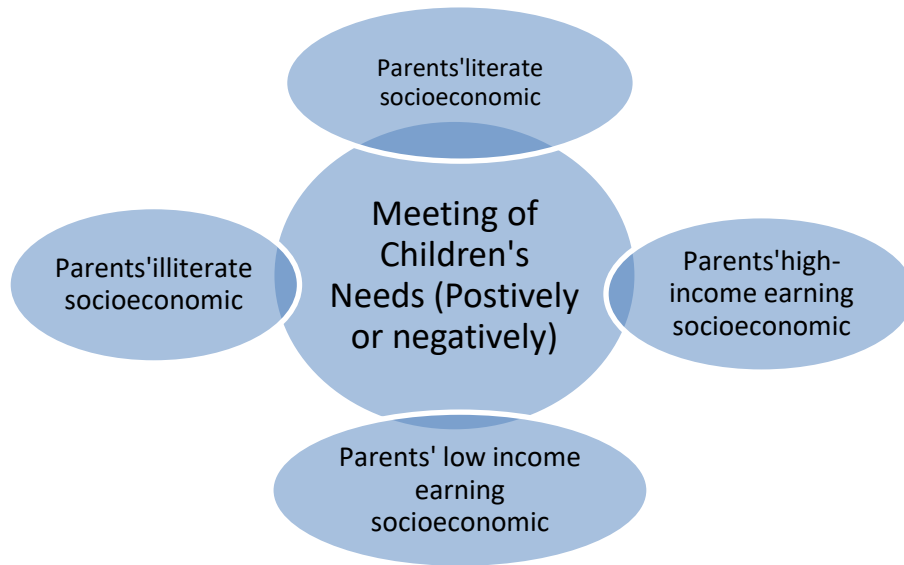 Parents'literate
socioeconomic
Meeting of
Children's
Needs (Postively
or negatively)
Parents'illiterate
socioeconomic
Parents'high-
income earning
socioeconomic
Parents' low income
earning
socioeconomic